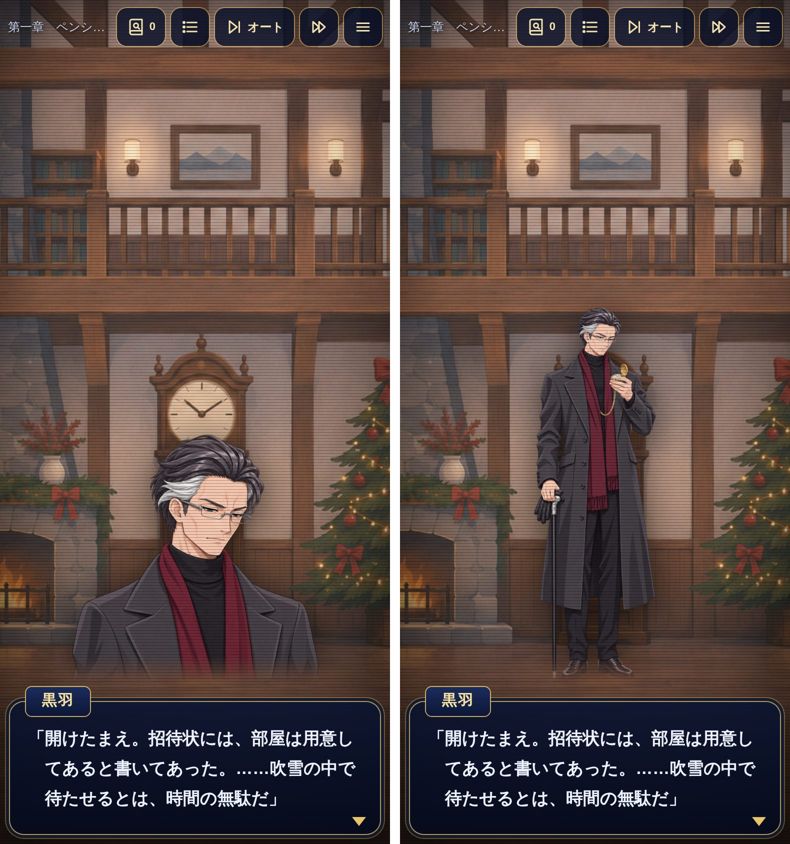 第一章　ペンシ…
0
オート
黒羽
「開けたまえ。招待状には、部屋は用意し
てあると書いてあった。……吹雪の中で
待たせるとは、時間の無駄だ」
第一章　ペンシ…
0
オート
黒羽
「開けたまえ。招待状には、部屋は用意し
てあると書いてあった。……吹雪の中で
待たせるとは、時間の無駄だ」